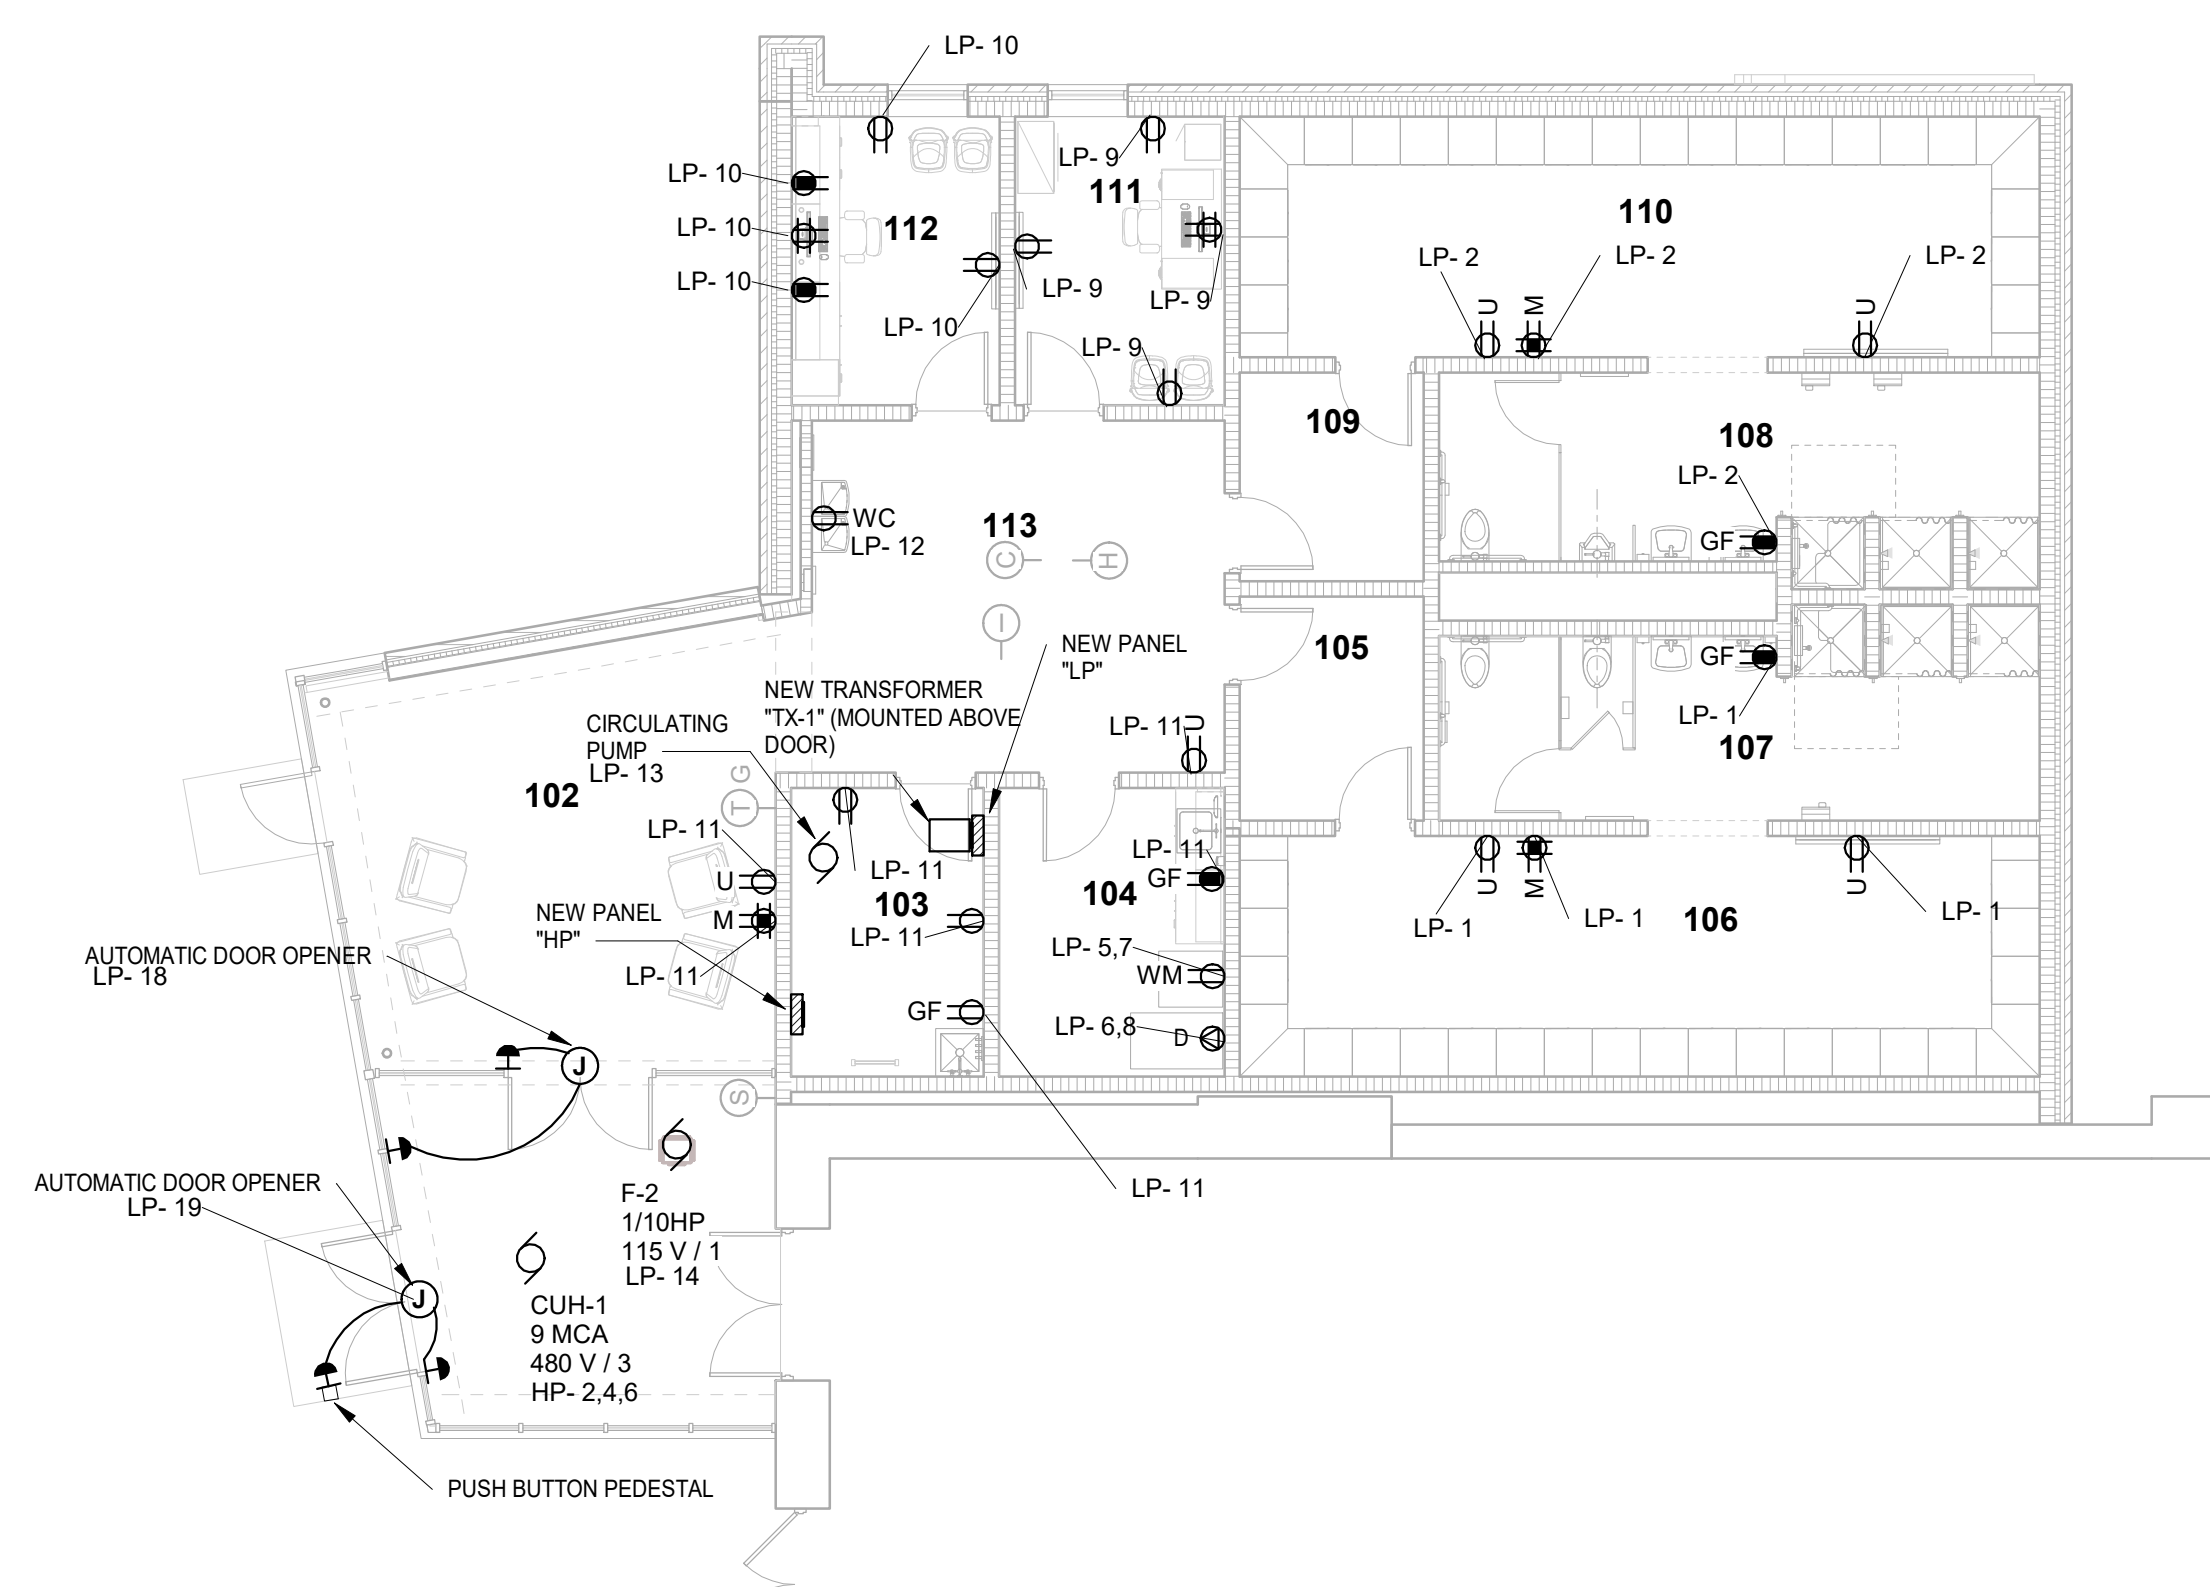 LP- 10
LP- 9
LP- 10
111
110
LP- 10
112
LP- 2
LP- 2
LP- 2
LP- 10
LP- 9
LP- 9
U
M
U
LP- 10
LP- 9
109
108
LP- 2
WC
LP- 12
113
GF
C
H
I
105
NEW PANEL
"LP"
GF
NEW TRANSFORMER
"TX-1" (MOUNTED ABOVE
DOOR)
CIRCULATING
PUMP
LP- 13
LP- 11
U
LP- 1
107
G
T
102
LP- 11
LP- 11
LP- 11
GF
U
U
M
U
103
104
M
NEW PANEL
"HP"
LP- 11
LP- 1
LP- 1
LP- 1
106
AUTOMATIC DOOR OPENER
LP- 18
LP- 11
LP- 5,7
WM
GF
LP- 6,8
D
J
S
LP- 11
AUTOMATIC DOOR OPENER
LP- 19
F-2
1/10HP
115 V / 1
LP- 14
J
CUH-1
9 MCA
480 V / 3
HP- 2,4,6
PUSH BUTTON PEDESTAL